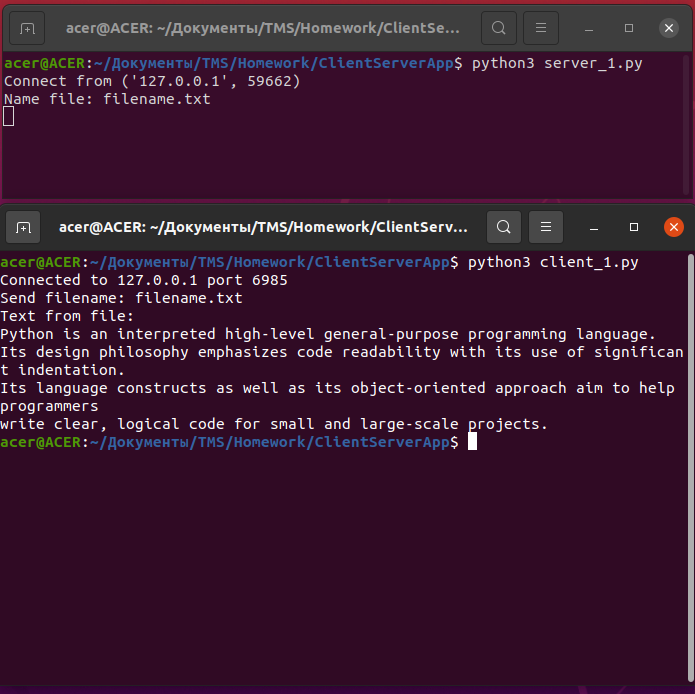 acer@ACER: ~/Документы/TMS/Homework/ClientSe...
acer@ACER:~/Документы/TMS/Homework/ClientServerApp$ python3 server_1.py
Connect from ('127.0.0.1', 59662)
Name file: filename.txt
acer@ACER: ~/Документы/TMS/Homework/ClientServ...
acer@ACER:~/Документы/TMS/Homework/ClientServerApp$ python3 client_1.py
Connected to 127.0.0.1 port 6985
Send filename: filename.txt
Text from file:
Python is an interpreted high-level general-purpose programming language.
Its design philosophy emphasizes code readability with its use of significan
t indentation.
Its language constructs as well as its object-oriented approach aim to help
programmers
write clear, logical code for small and large-scale projects.
acer@ACER:~/Документы/TMS/Homework/ClientServerApp$